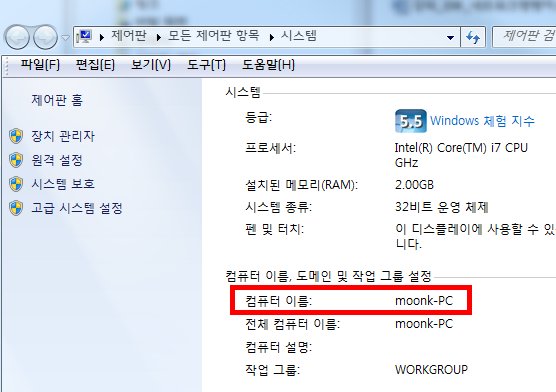 제어판 ▸ 모든 제어판 항목 ▸ 시스템
제어판 검
파일(F) 편집(E) 보기(V) 도구(T) 도움말(H)
제어판 홈
장치 관리자
원격 설정
시스템 보호
고급 시스템 설정
시스템
등급: 5.5 Windows 체험 지수
프로세서: Intel(R) Core(TM) i7 CPU
GHz
설치된 메모리(RAM): 2.00GB
시스템 종류: 32비트 운영 체제
펜 및 터치: 이 디스플레이에 사용할 수 있
니다.
컴퓨터 이름, 도메인 및 작업 그룹 설정
컴퓨터 이름: moonk-PC
전체 컴퓨터 이름: moonk-PC
컴퓨터 설명:
작업 그룹: WORKGROUP